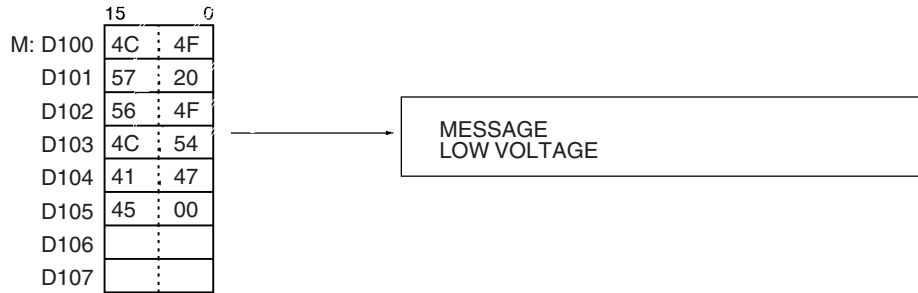 15 0
M: D100 4C 4F
D101 57 20
D102 56 4F
D103 4C 54
D104 41 47
D105 45 00
D106
D107
MESSAGE
LOW VOLTAGE